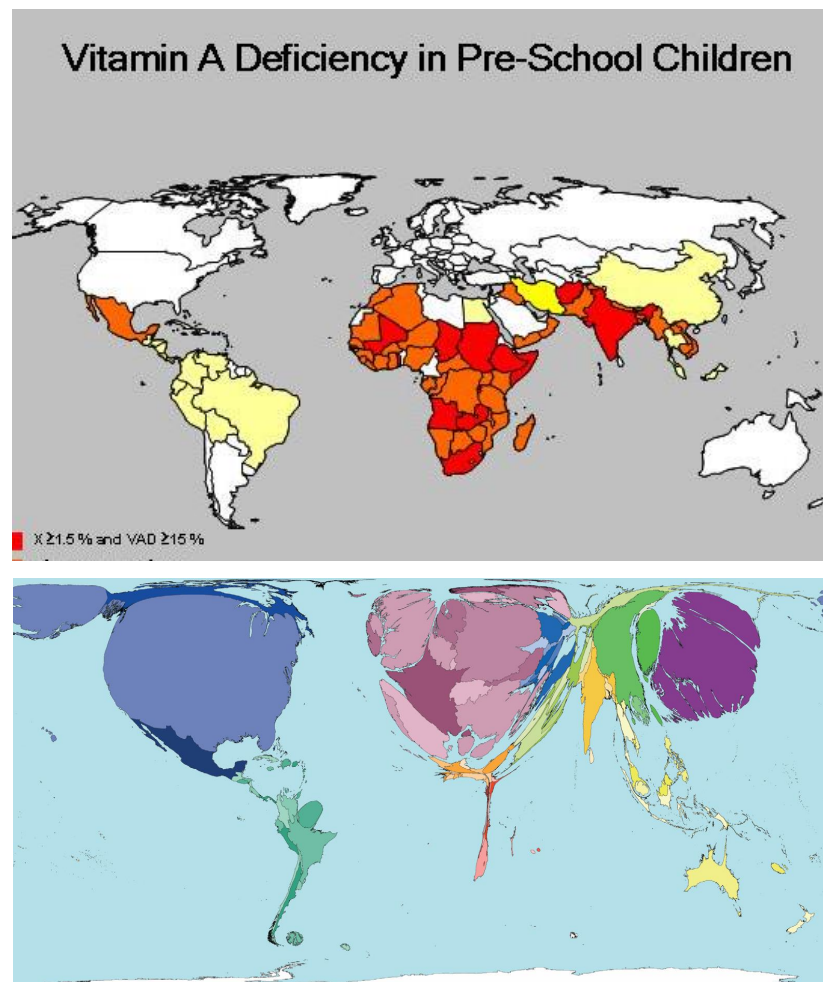 Vitamin A Deficiency in Pre-School Children
X ≥1.5 % and VAD ≥15 %